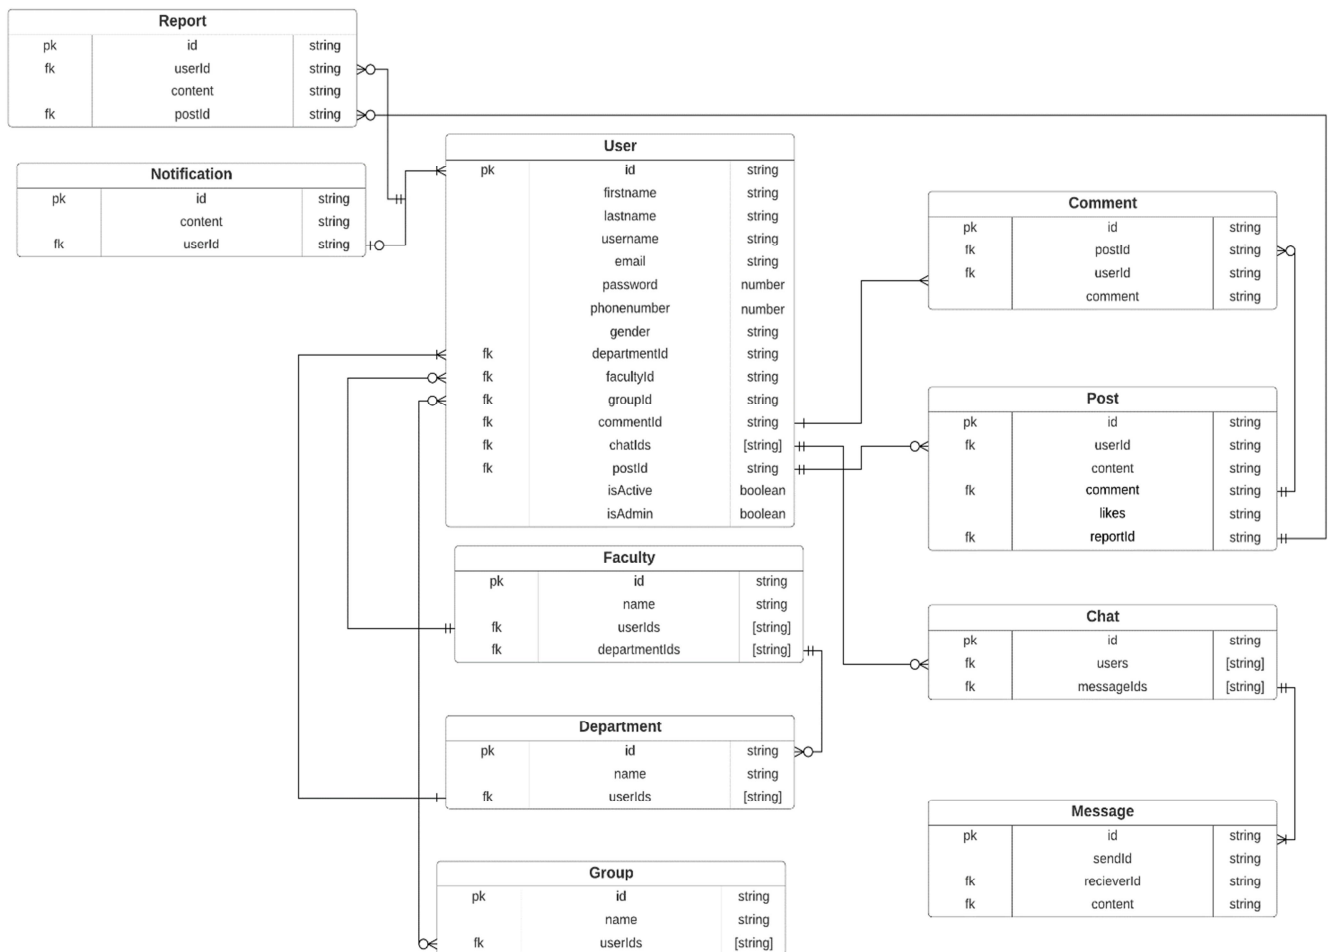 Report
pk id string
fk userId string
content string
fk postId string
Notification
pk id string
content string
fk userId string
User
pk id string
firstname string
lastname string
username string
email string
password number
phonenumber number
gender string
fk departmentId string
fk facultyId string
fk groupId string
fk commentId string
fk chatIds [string]
fk postId string
isActive boolean
isAdmin boolean
Comment
pk id string
fk postId string
fk userId string
comment string
Post
pk id string
fk userId string
content string
fk comment string
likes string
fk reportId string
Faculty
pk id string
name string
fk userIds [string]
fk departmentIds [string]
Chat
pk id string
fk users [string]
fk messageIds [string]
Department
pk id string
name string
fk userIds [string]
Message
pk id string
sendId string
fk recieverId string
fk content string
Group
pk id string
name string
fk userIds [string]